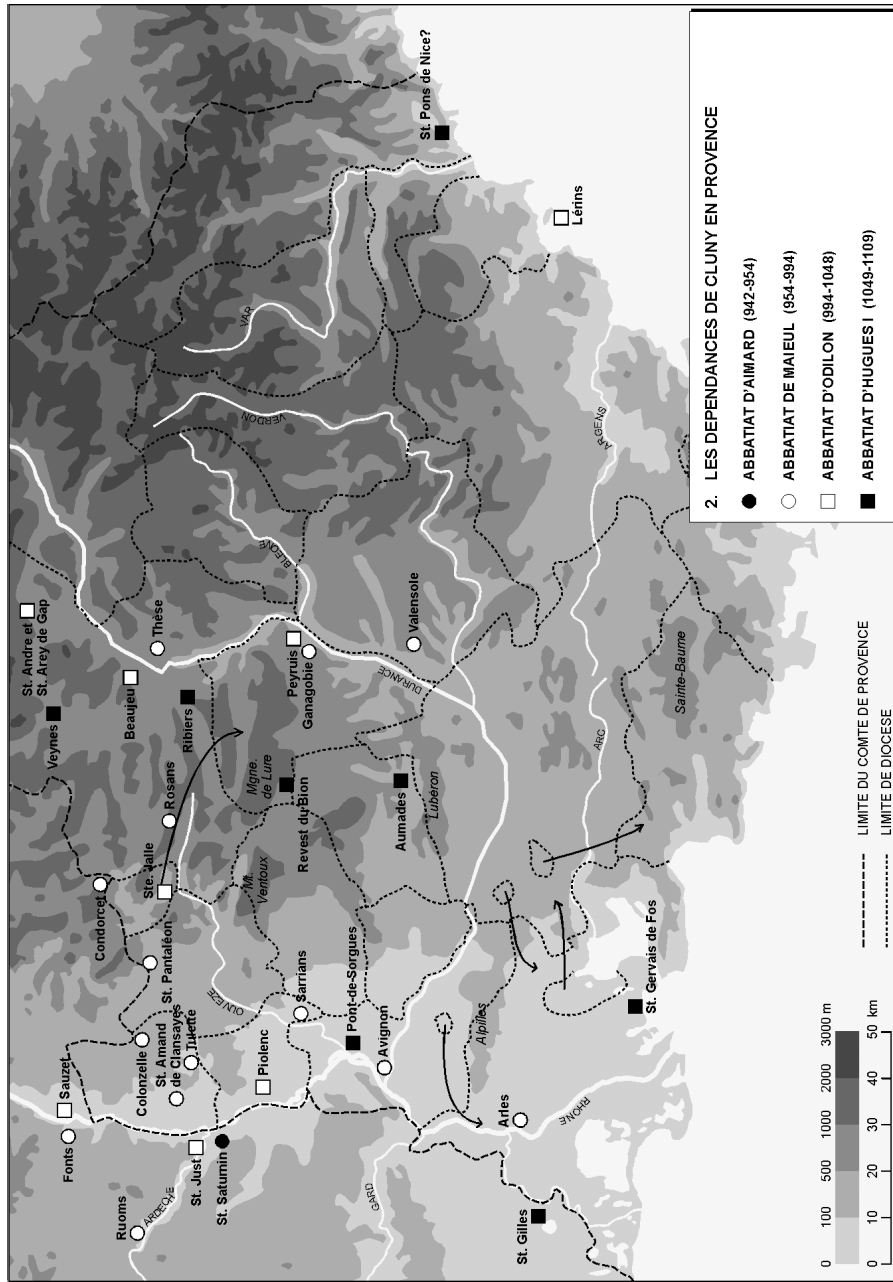 Ruoms
Fonts
Sauzet
ARDECHE
St. Just
St. Saturnin
Colonzelle
St. Amand
de Clansayes
Tulette
Piolenc
St. Pantaléon
Condorcet
Ste. Jalle
Rosans
OUVEZE
Sarrians
Mt.
Ventoux
Veynes
St. Andre et
St. Arey de Gap
Beaujeu
Thèse
Ribiers
Mgne.
de Lure
Revest du Bion
Peyruis
Ganagobie
BLEONE
VERDON
VAR
St. Pons de Nice?
Lérins
Valensole
DURANCE
Aumades
Lubéron
Pont-de-Sorgues
Avignon
GARD
Alpilles
Arles
RHONE
St. Gilles
St. Gervais de Fos
ARC
ARGENS
Sainte-Baume
2. LES DEPENDANCES DE CLUNY EN PROVENCE
ABBATIAT D'AIMARD (942-954)
ABBATIAT DE MAIEUL (954-994)
ABBATIAT D'ODILON (994-1048)
ABBATIAT D'HUGUES I (1049-1109)
LIMITE DU COMTE DE PROVENCE
LIMITE DE DIOCESE
0 100 500 1000 2000 3000 m
0 10 20 30 40 50 km